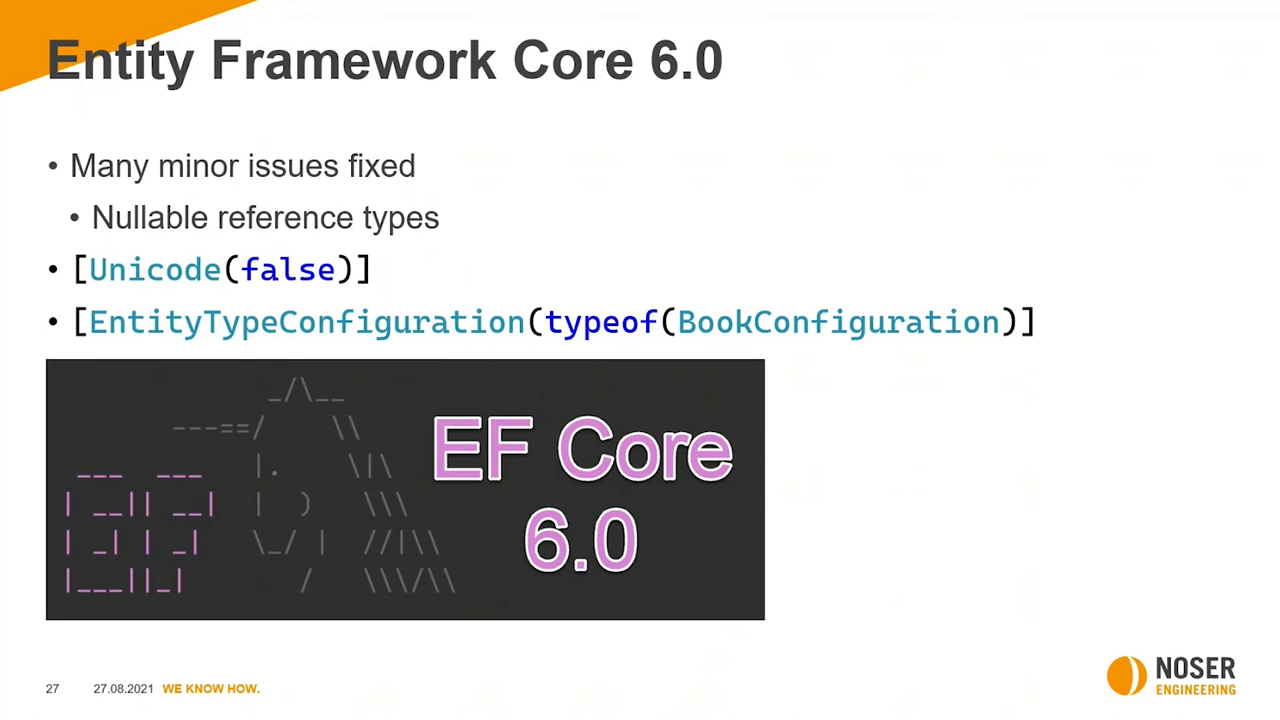 Entity Framework Core 6.0
• Many minor issues fixed
• Nullable reference types
• [Unicode(false)]
• [EntityTypeConfiguration(typeof(BookConfiguration)]
EF Core
6.0
27 27.08.2021 WE KNOW HOW.
NOSER
ENGINEERING